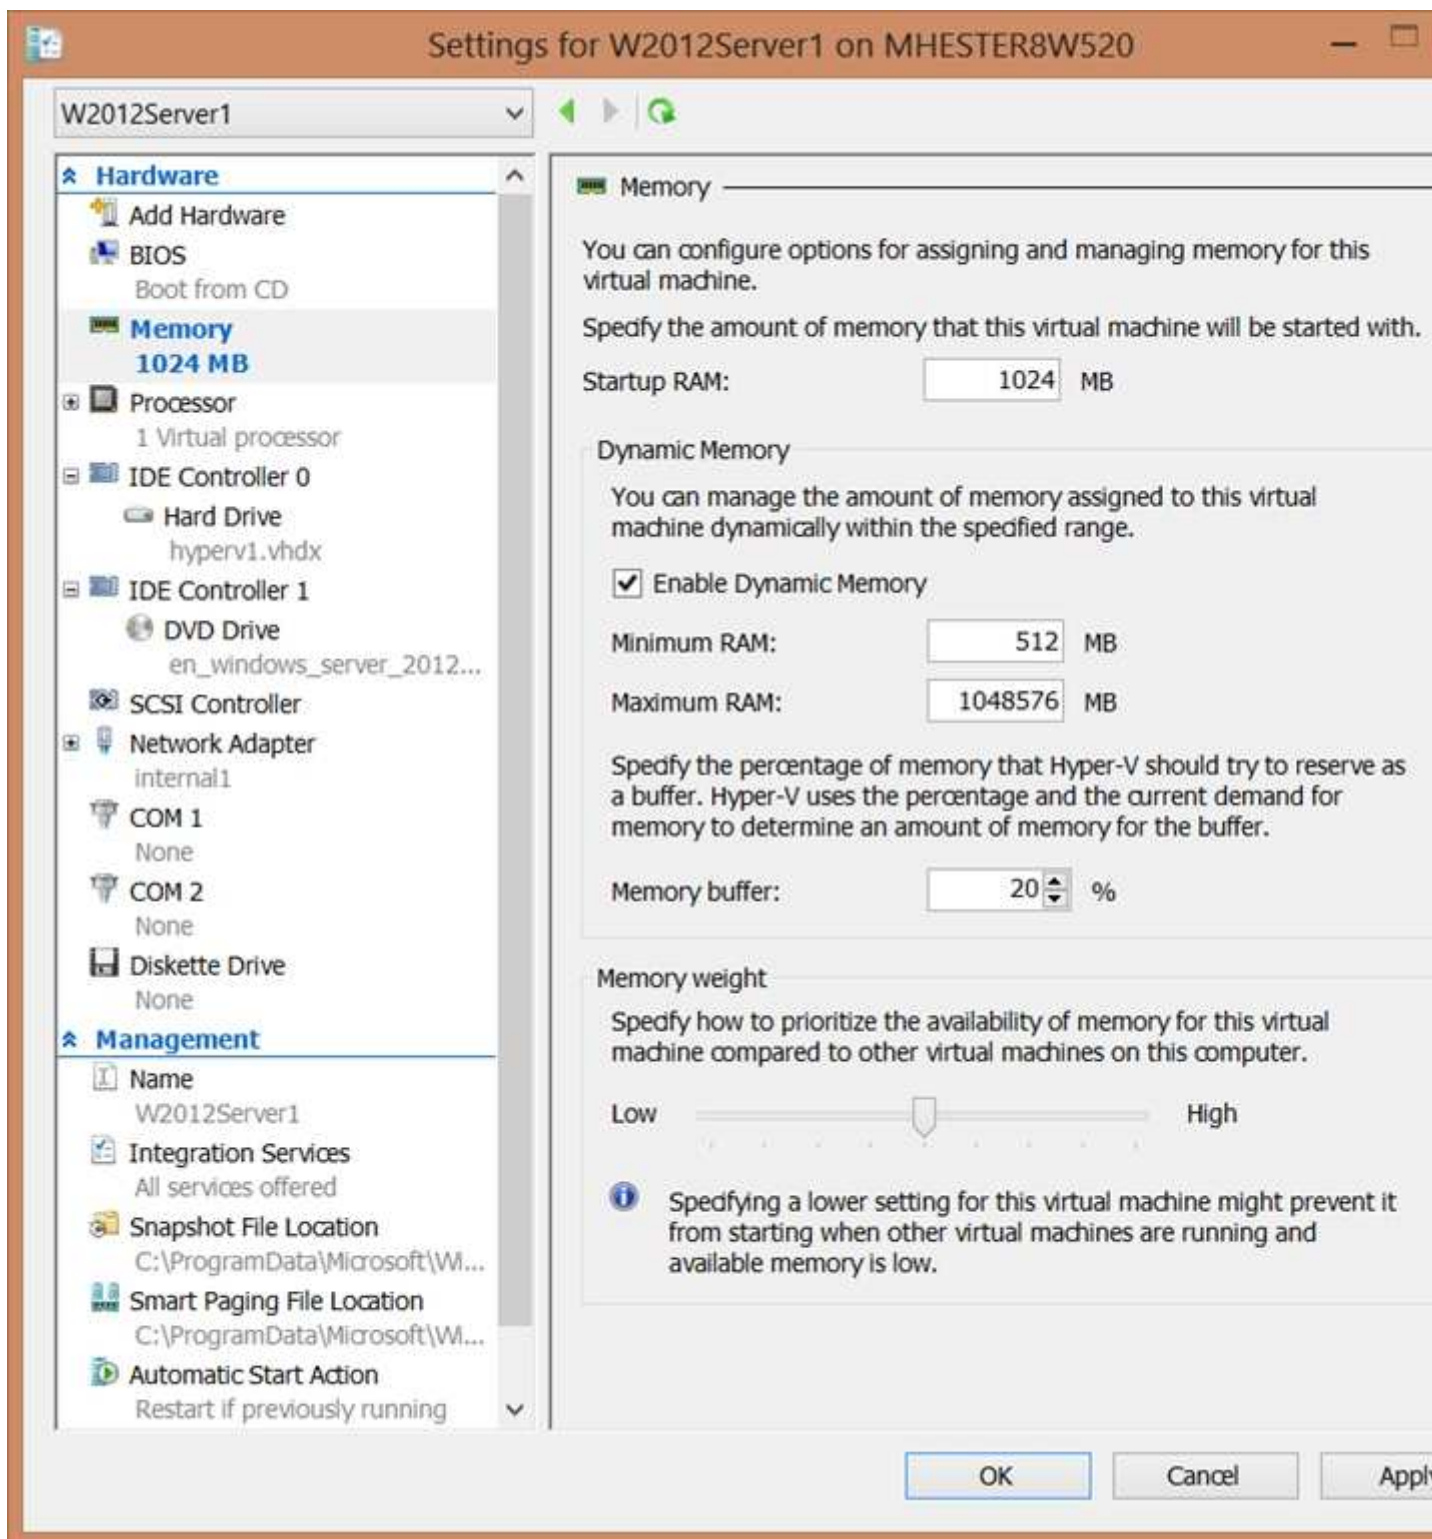 Settings for W2012Server1 on MHESTER8W520
W2012Server1
Hardware
Add Hardware
BIOS
Boot from CD
Memory
1024 MB
Processor
1 Virtual processor
IDE Controller 0
Hard Drive
hyperv1.vhdx
IDE Controller 1
DVD Drive
en_windows_server_2012...
SCSI Controller
Network Adapter
internal1
COM 1
None
COM 2
None
Diskette Drive
None
Management
Name
W2012Server1
Integration Services
All services offered
Snapshot File Location
C:\ProgramData\Microsoft\Wi...
Smart Paging File Location
C:\ProgramData\Microsoft\Wi...
Automatic Start Action
Restart if previously running
Memory
You can configure options for assigning and managing memory for this
virtual machine.
Specify the amount of memory that this virtual machine will be started with.
Startup RAM: 1024 MB
Dynamic Memory
You can manage the amount of memory assigned to this virtual
machine dynamically within the specified range.
Enable Dynamic Memory
Minimum RAM: 512 MB
Maximum RAM: 1048576 MB
Specify the percentage of memory that Hyper-V should try to reserve as
a buffer. Hyper-V uses the percentage and the current demand for
memory to determine an amount of memory for the buffer.
Memory buffer: 20 %
Memory weight
Specify how to prioritize the availability of memory for this virtual
machine compared to other virtual machines on this computer.
Low High
Specifying a lower setting for this virtual machine might prevent it
from starting when other virtual machines are running and
available memory is low.
OK Cancel Apply